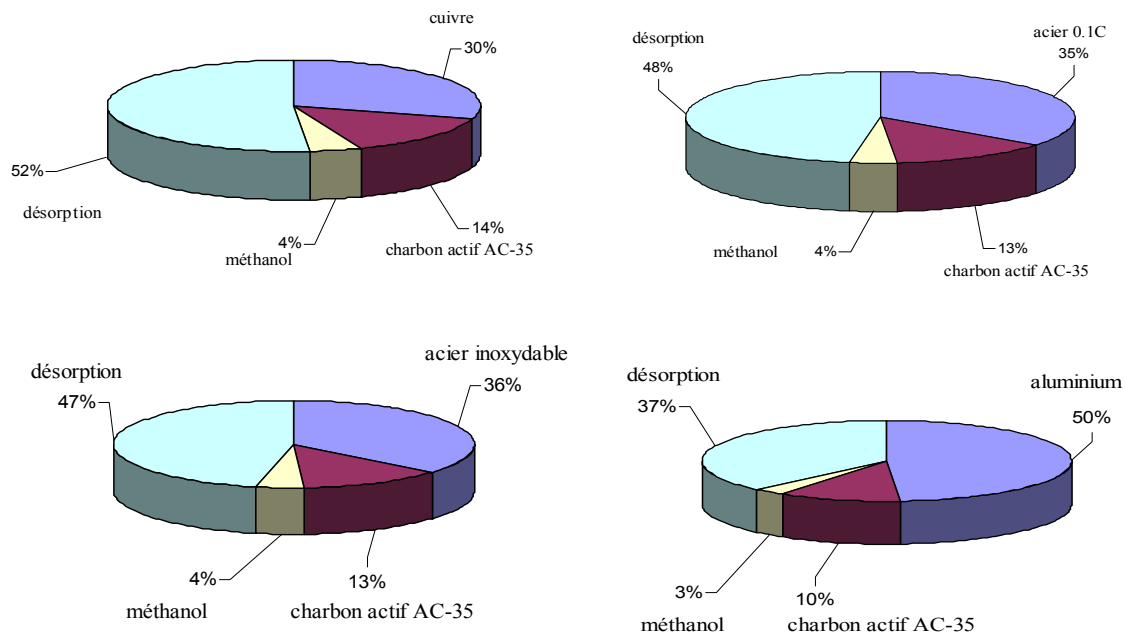 cuivre
30%
52%
désorption
4%
méthanol
14%
charbon actif AC-35
désorption
48%
acier 0.1C
35%
méthanol
4%
13%
charbon actif AC-35
désorption
47%
acier inoxydable
36%
4%
méthanol
13%
charbon actif AC-35
désorption
37%
aluminium
50%
3%
méthanol
10%
charbon actif AC-35